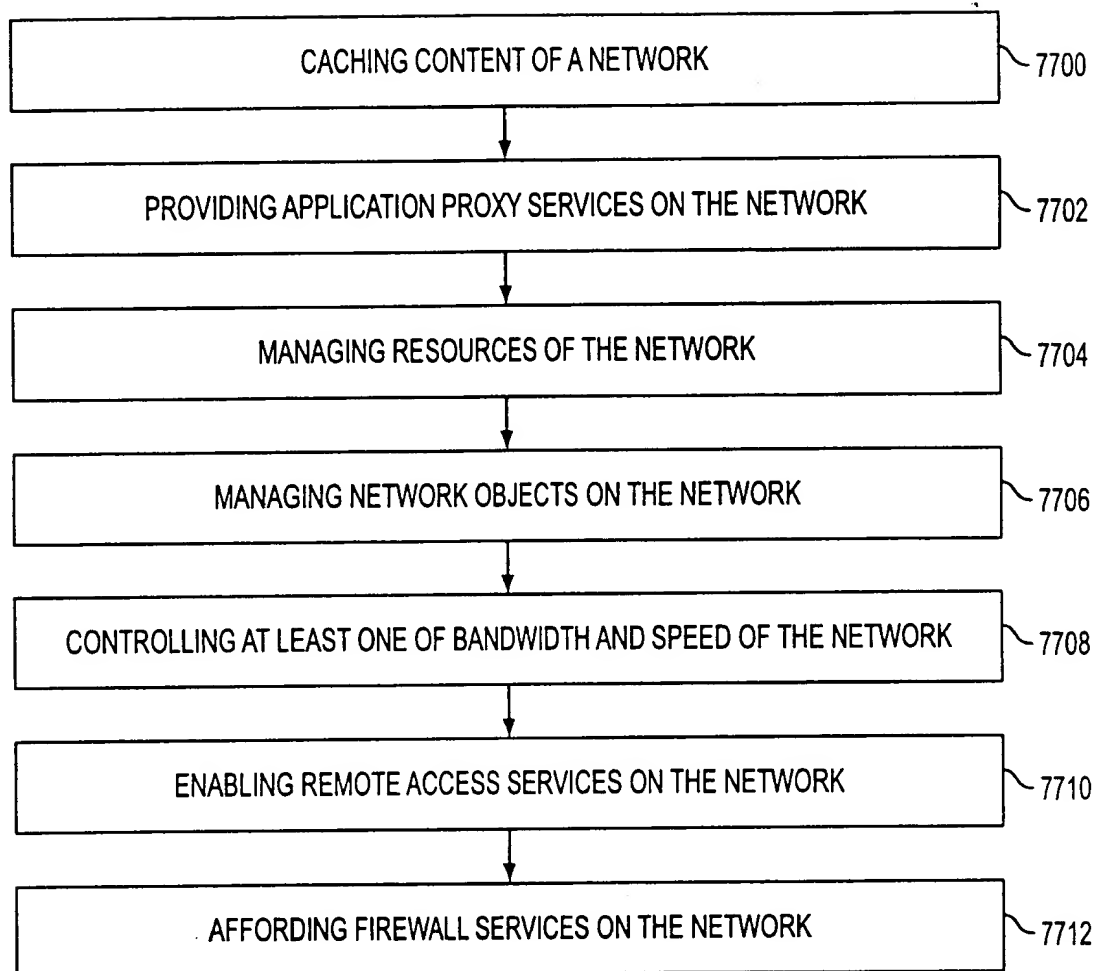 CACHING CONTENT OF A NETWORK
7700
PROVIDING APPLICATION PROXY SERVICES ON THE NETWORK
7702
MANAGING RESOURCES OF THE NETWORK
7704
MANAGING NETWORK OBJECTS ON THE NETWORK
7706
CONTROLLING AT LEAST ONE OF BANDWIDTH AND SPEED OF THE NETWORK
7708
ENABLING REMOTE ACCESS SERVICES ON THE NETWORK
7710
AFFORDING FIREWALL SERVICES ON THE NETWORK
7712